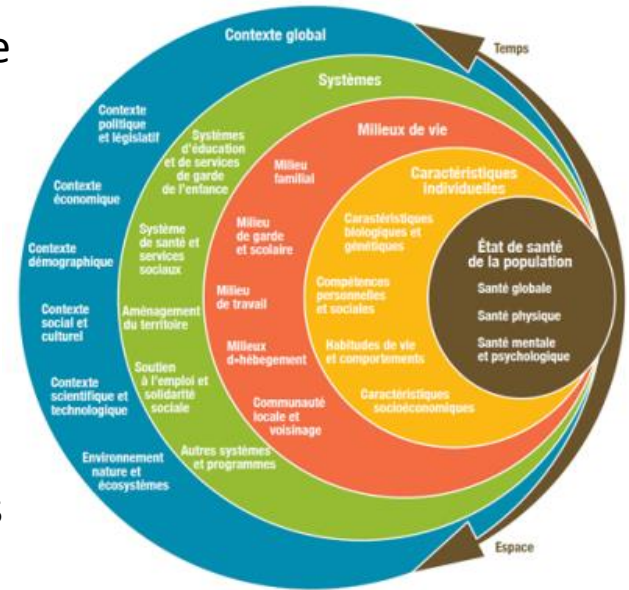 e
s
Contexte global
Temps
Systèmes
Milieux de vie
Caractéristiques
individuelles
État de santé
de la population
Santé globale
Santé physique
Santé mentale
et psychologique
Contexte
politique
et législatif
Contexte
économique
Contexte
démographique
Contexte
social et
culturel
Contexte
scientifique et
technologique
Environnement
nature et
écosystèmes
Systèmes
d'éducation
et de services
de garde
de l'enfance
Système
de santé et
services
sociaux
Aménagement
du territoire
Soutien
à l'emploi et
solidarité
sociale
Autres systèmes
et programmes
Milieu
familial
Milieu
de garde
et scolaire
Milieu
de travail
Milieux
d»hébegement
Communauté
locale et
voisinage
Carastéristiques
biologiques et
génétiques
Compétences
personnelles
et sociales
Habitudes de vie
et comportements
Caractéristiques
socioéconomiques
Espace